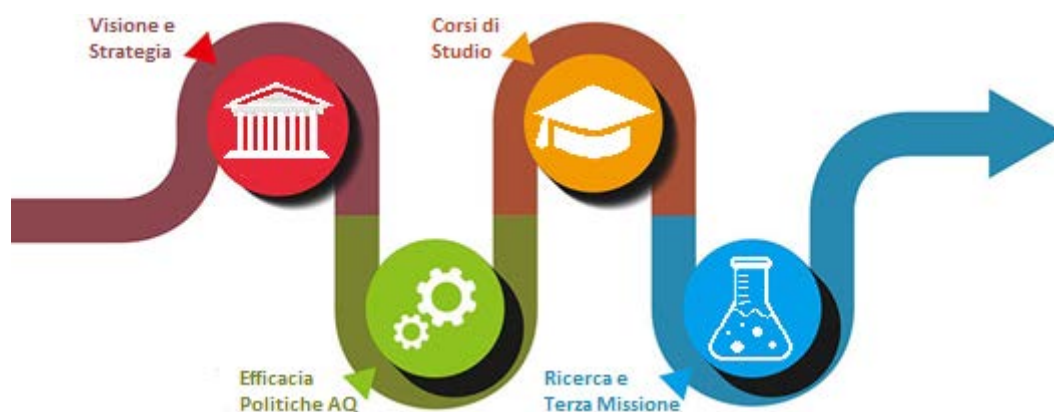 Visione e
Strategia
Efficacia
Politiche AQ
Corsi di
Studio
Ricerca e
Terza Missione